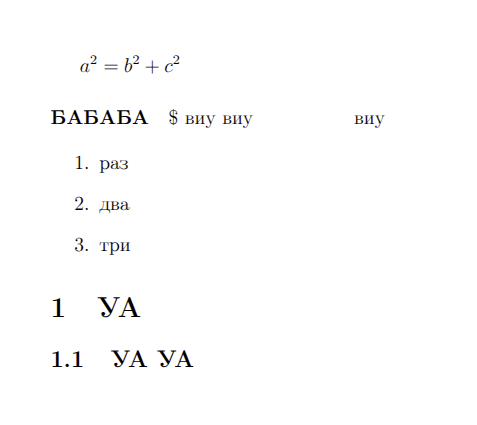 a² = b² + c²
БАБАБА $ виу виу виу
1. раз
2. два
3. три
1 УА
1.1 УА УА